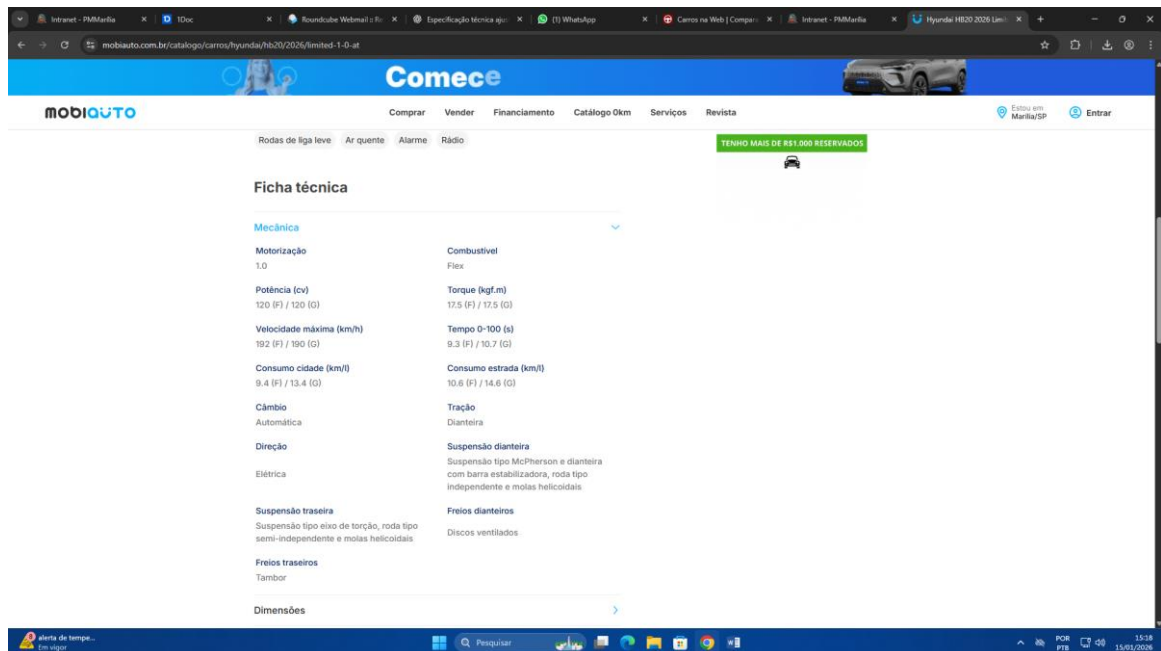 Intranet - PMMarília
1Doc
Roundcube Webmail :: Re
Especificação técnica ajus
(1) WhatsApp
Carros na Web | Compare
Intranet - PMMarília
Hyundai HB20 2026 Limit
mobiauto.com.br/catalogo/carros/hyundai/hb20/2026/limited-1-0-at
Comece
mobiauto
Comprar Vender Financiamento Catálogo 0km Serviços Revista
Estou em
Marília/SP
Entrar
Rodas de liga leve Ar quente Alarme Rádio
TENHO MAIS DE R$1.000 RESERVADOS
Ficha técnica
Mecânica
Motorização Combustível
1.0 Flex
Potência (cv) Torque (kgf.m)
120 (F) / 120 (G) 17.5 (F) / 17.5 (G)
Velocidade máxima (km/h) Tempo 0-100 (s)
192 (F) / 190 (G) 9.3 (F) / 10.7 (G)
Consumo cidade (km/l) Consumo estrada (km/l)
9.4 (F) / 13.4 (G) 10.6 (F) / 14.6 (G)
Câmbio Tração
Automática Dianteira
Direção Suspensão dianteira
Elétrica
Suspensão tipo McPherson e dianteira
com barra estabilizadora, roda tipo
independente e molas helicoidais
Suspensão traseira Freios dianteiros
Suspensão tipo eixo de torção, roda tipo
semi-independente e molas helicoidais
Discos ventilados
Freios traseiros
Tambor
Dimensões
alerta de tempe...
Em vigor
Pesquisar
POR
PTB
15:18
15/01/2026